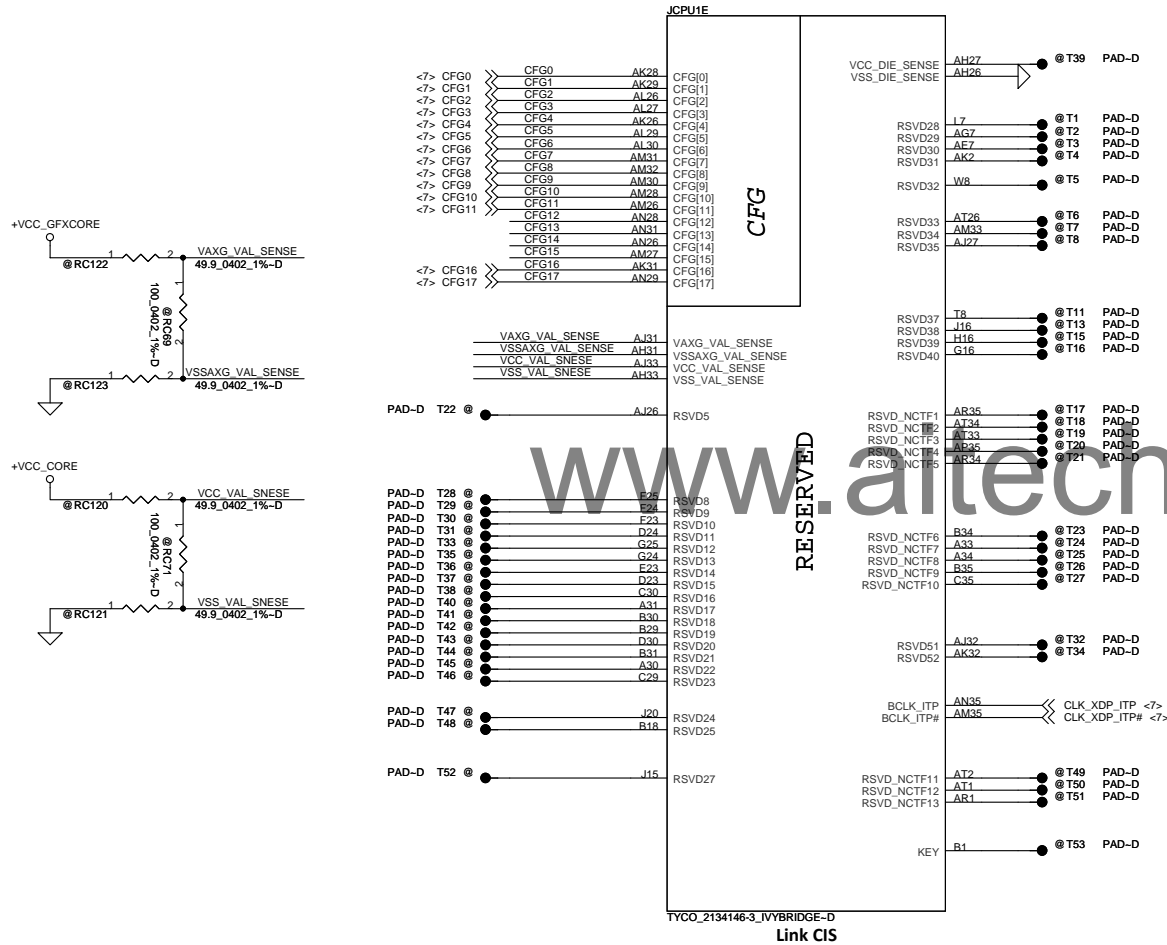 JCPU1E
<7> CFG0 CFG0 AK28 CFG[0]
<7> CFG1 CFG1 AK29 CFG[1]
<7> CFG2 CFG2 AL26 CFG[2]
<7> CFG3 CFG3 AL27 CFG[3]
<7> CFG4 CFG4 AK26 CFG[4]
<7> CFG5 CFG5 AL29 CFG[5]
<7> CFG6 CFG6 AL30 CFG[6]
<7> CFG7 CFG7 AM31 CFG[7]
<7> CFG8 CFG8 AM32 CFG[8]
<7> CFG9 CFG9 AM30 CFG[9]
<7> CFG10 CFG10 AM28 CFG[10]
<7> CFG11 CFG11 AM26 CFG[11]
CFG12 AN28 CFG[12]
CFG13 AN31 CFG[13]
CFG14 AN26 CFG[14]
CFG15 AM27 CFG[15]
<7> CFG16 CFG16 AK31 CFG[16]
<7> CFG17 CFG17 AN29 CFG[17]
CFG
VCC_DIE_SENSE AH27 @ T39 PAD~D
VSS_DIE_SENSE AH26
RSVD28 L7 @ T1 PAD~D
RSVD29 AG7 @ T2 PAD~D
RSVD30 AE7 @ T3 PAD~D
RSVD31 AK2 @ T4 PAD~D
RSVD32 W8 @ T5 PAD~D
RSVD33 AT26 @ T6 PAD~D
RSVD34 AM33 @ T7 PAD~D
RSVD35 AJ27 @ T8 PAD~D
RSVD37 T8 @ T11 PAD~D
RSVD38 J16 @ T13 PAD~D
RSVD39 H16 @ T15 PAD~D
RSVD40 G16 @ T16 PAD~D
+VCC_GFXCORE
@ RC122 1 2 VAXG_VAL_SENSE
49.9_0402_1%~D
1 @ RC69 2
100_0402_1%~D
@ RC123 1 2 VSSAXG_VAL_SENSE
49.9_0402_1%~D
VAXG_VAL_SENSE AJ31 VAXG_VAL_SENSE
VSSAXG_VAL_SENSE AH31 VSSAXG_VAL_SENSE
VCC_VAL_SNESE AJ33 VCC_VAL_SENSE
VSS_VAL_SNESE AH33 VSS_VAL_SENSE
PAD~D T22 @ AJ26 RSVD5
RESERVED
RSVD_NCTF1 AR35 @ T17 PAD~D
RSVD_NCTF2 AT34 @ T18 PAD~D
RSVD_NCTF3 AT33 @ T19 PAD~D
RSVD_NCTF4 AP35 @ T20 PAD~D
RSVD_NCTF5 AR34 @ T21 PAD~D
www.aitech
+VCC_CORE
@ RC120 1 2 VCC_VAL_SNESE
49.9_0402_1%~D
1 @ RC71 2
100_0402_1%~D
@ RC121 1 2 VSS_VAL_SNESE
49.9_0402_1%~D
PAD~D T28 @ F25 RSVD8
PAD~D T29 @ F24 RSVD9
PAD~D T30 @ F23 RSVD10
PAD~D T31 @ D24 RSVD11
PAD~D T33 @ G25 RSVD12
PAD~D T35 @ G24 RSVD13
PAD~D T36 @ E23 RSVD14
PAD~D T37 @ D23 RSVD15
PAD~D T38 @ C30 RSVD16
PAD~D T40 @ A31 RSVD17
PAD~D T41 @ B30 RSVD18
PAD~D T42 @ B29 RSVD19
PAD~D T43 @ D30 RSVD20
PAD~D T44 @ B31 RSVD21
PAD~D T45 @ A30 RSVD22
PAD~D T46 @ C29 RSVD23
PAD~D T47 @ J20 RSVD24
PAD~D T48 @ B18 RSVD25
PAD~D T52 @ J15 RSVD27
RSVD_NCTF6 B34 @ T23 PAD~D
RSVD_NCTF7 A33 @ T24 PAD~D
RSVD_NCTF8 A34 @ T25 PAD~D
RSVD_NCTF9 B35 @ T26 PAD~D
RSVD_NCTF10 C35 @ T27 PAD~D
RSVD51 AJ32 @ T32 PAD~D
RSVD52 AK32 @ T34 PAD~D
BCLK_ITP AN35 CLK_XDP_ITP <7>
BCLK_ITP# AM35 CLK_XDP_ITP# <7>
RSVD_NCTF11 AT2 @ T49 PAD~D
RSVD_NCTF12 AT1 @ T50 PAD~D
RSVD_NCTF13 AR1 @ T51 PAD~D
KEY B1 @ T53 PAD~D
TYCO_2134146-3_IVYBRIDGE~D
Link CIS